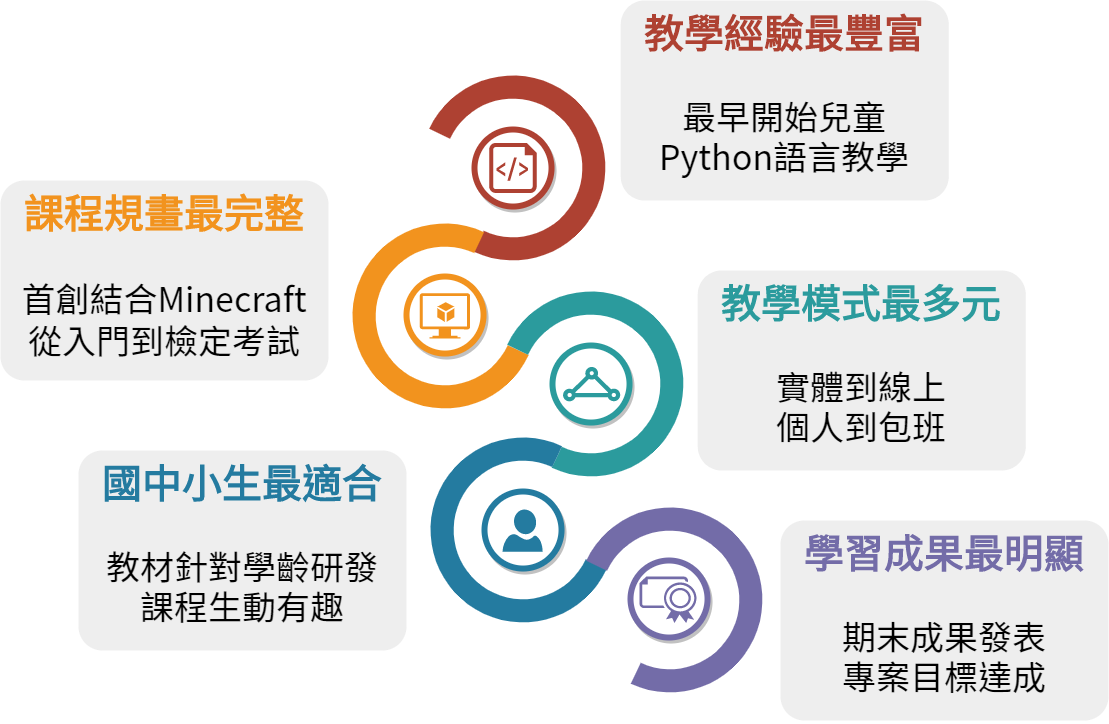 教學經驗最豐富
最早開始兒童
Python語言教學
課程規畫最完整
首創結合Minecraft
從入門到檢定考試
教學模式最多元
實體到線上
個人到包班
國中小生最適合
教材針對學齡研發
課程生動有趣
學習成果最明顯
期末成果發表
專案目標達成